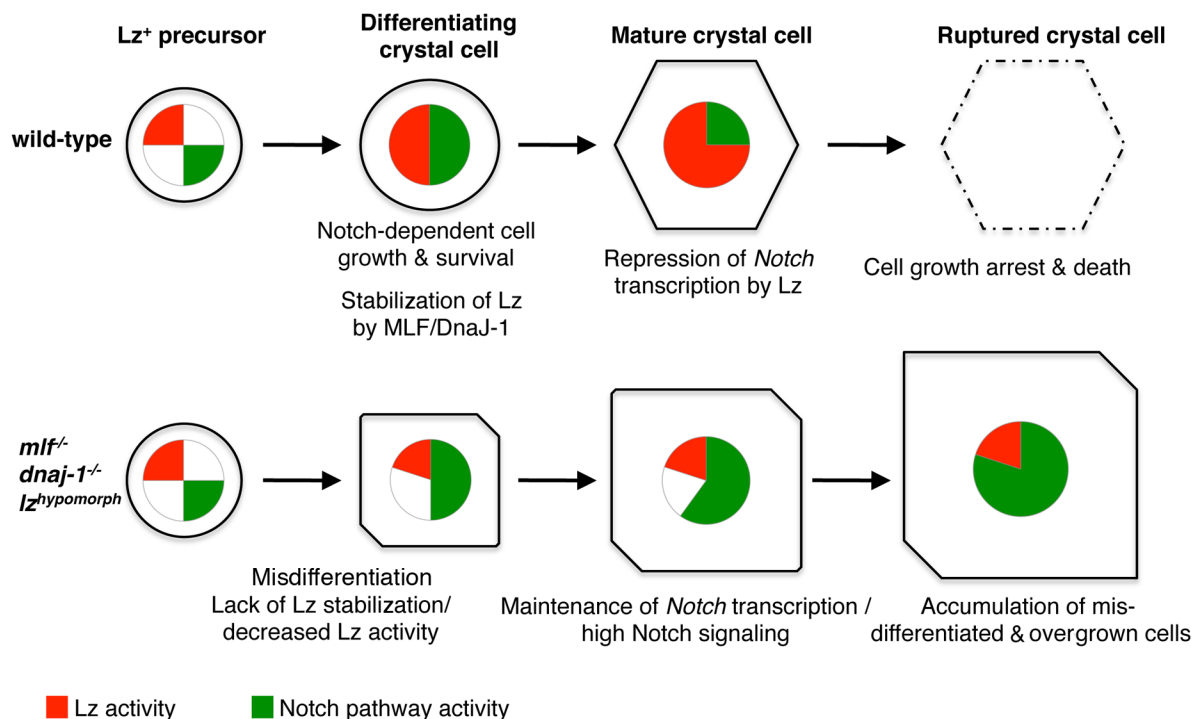 Lz⁺ precursor
Differentiating
crystal cell
Mature crystal cell
Ruptured crystal cell
wild-type
Notch-dependent cell
growth & survival
Stabilization of Lz
by MLF/DnaJ-1
Repression of Notch
transcription by Lz
Cell growth arrest & death
mlf⁻/⁻
dnaj-1⁻/⁻
lzʰʸᵖᵒᵐᵒʳᵖʰ
Misdifferentiation
Lack of Lz stabilization/
decreased Lz activity
Maintenance of Notch transcription /
high Notch signaling
Accumulation of mis-
differentiated & overgrown cells
Lz activity
Notch pathway activity